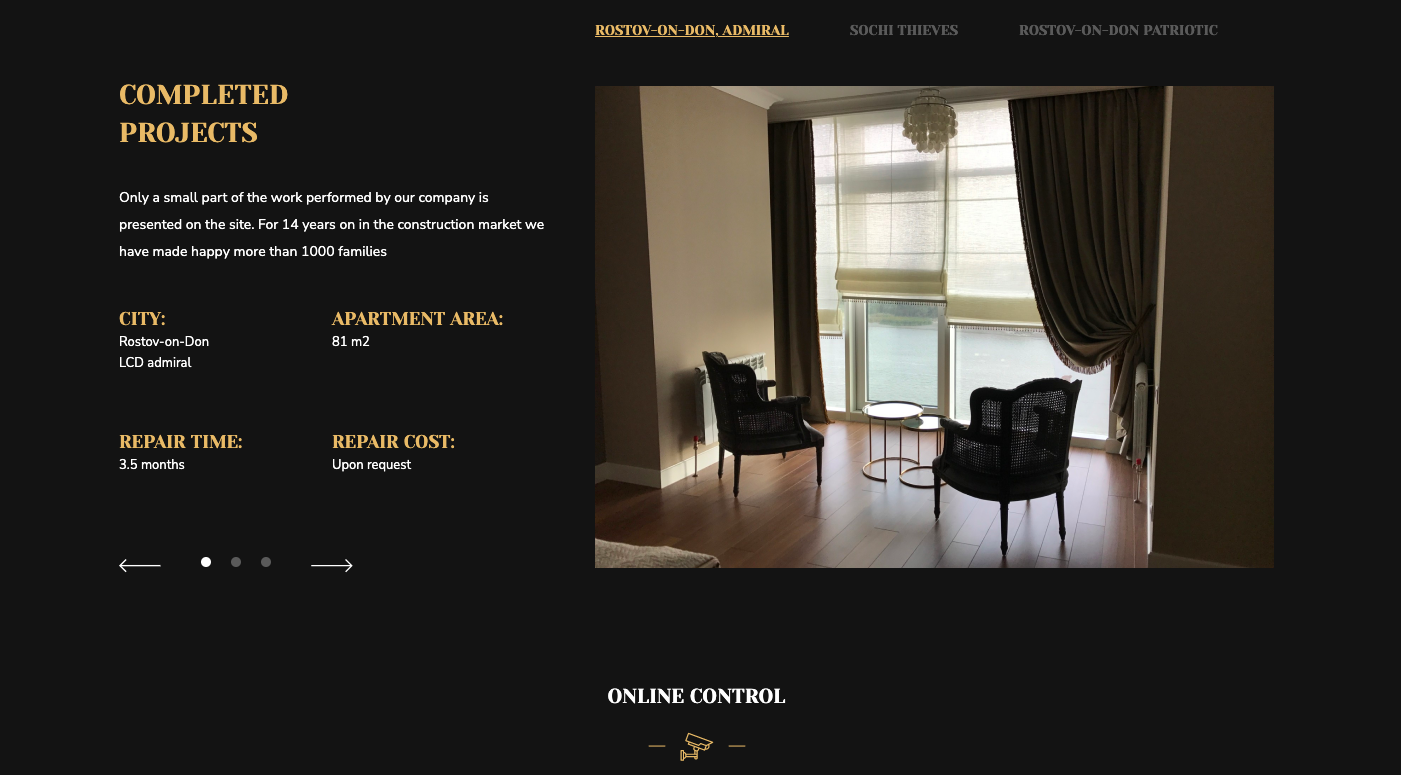 ROSTOV-ON-DON, ADMIRAL
SOCHI THIEVES
ROSTOV-ON-DON PATRIOTIC
COMPLETED
PROJECTS
Only a small part of the work performed by our company is
presented on the site. For 14 years on in the construction market we
have made happy more than 1000 families
CITY:
Rostov-on-Don
LCD admiral
APARTMENT AREA:
81 m2
REPAIR TIME:
3.5 months
REPAIR COST:
Upon request
ONLINE CONTROL